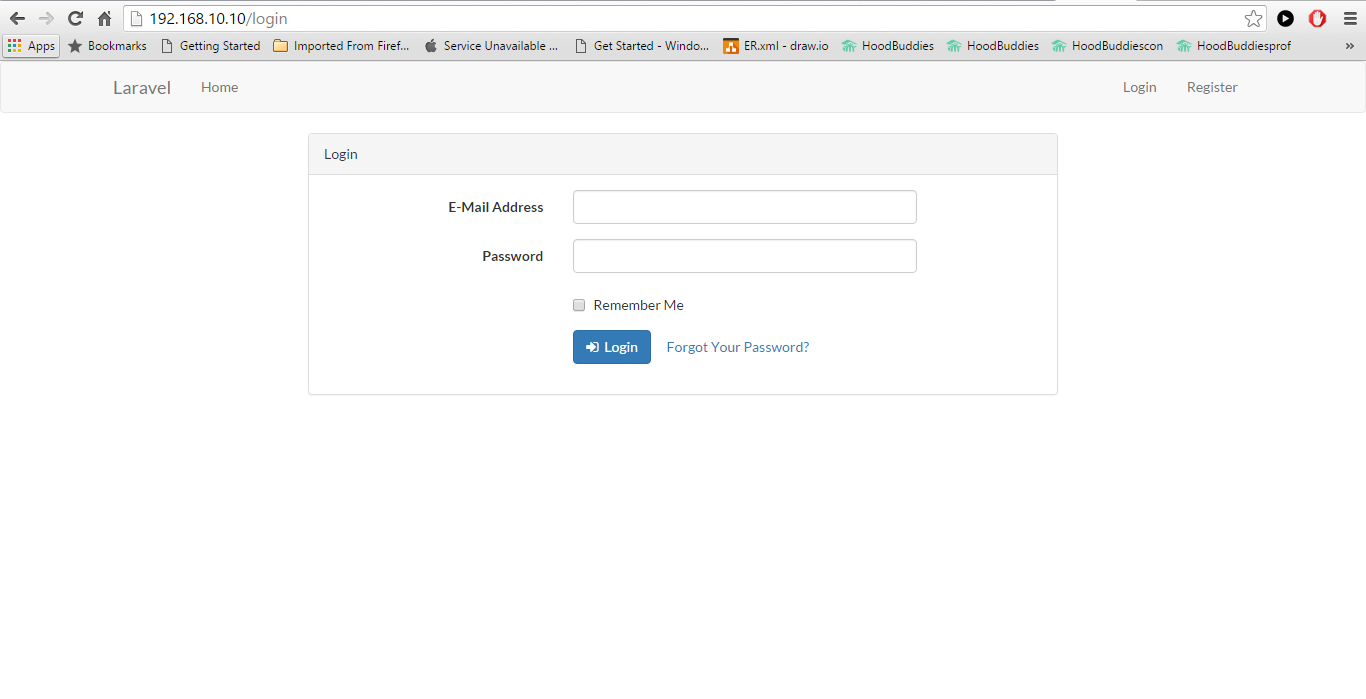 192.168.10.10/login
Apps Bookmarks Getting Started Imported From Firef... Service Unavailable ... Get Started - Windo... ER.xml - draw.io HoodBuddies HoodBuddies HoodBuddiescon HoodBuddiesprof »
Laravel Home Login Register
Login
E-Mail Address
Password
Remember Me
Login Forgot Your Password?